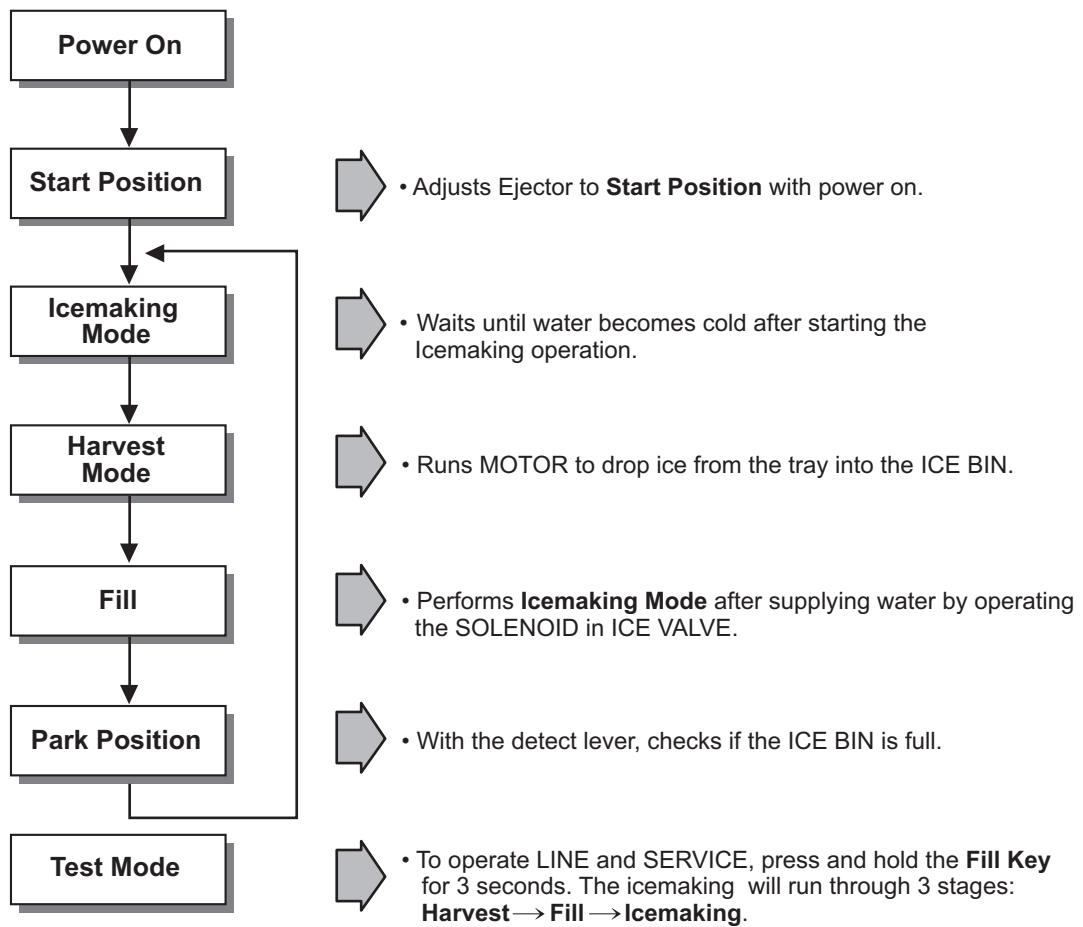 Power On
Start Position
• Adjusts Ejector to Start Position with power on.
Icemaking
Mode
• Waits until water becomes cold after starting the
Icemaking operation.
Harvest
Mode
• Runs MOTOR to drop ice from the tray into the ICE BIN.
Fill
• Performs Icemaking Mode after supplying water by operating
the SOLENOID in ICE VALVE.
Park Position
• With the detect lever, checks if the ICE BIN is full.
Test Mode
• To operate LINE and SERVICE, press and hold the Fill Key
for 3 seconds. The icemaking will run through 3 stages:
Harvest→Fill→Icemaking.